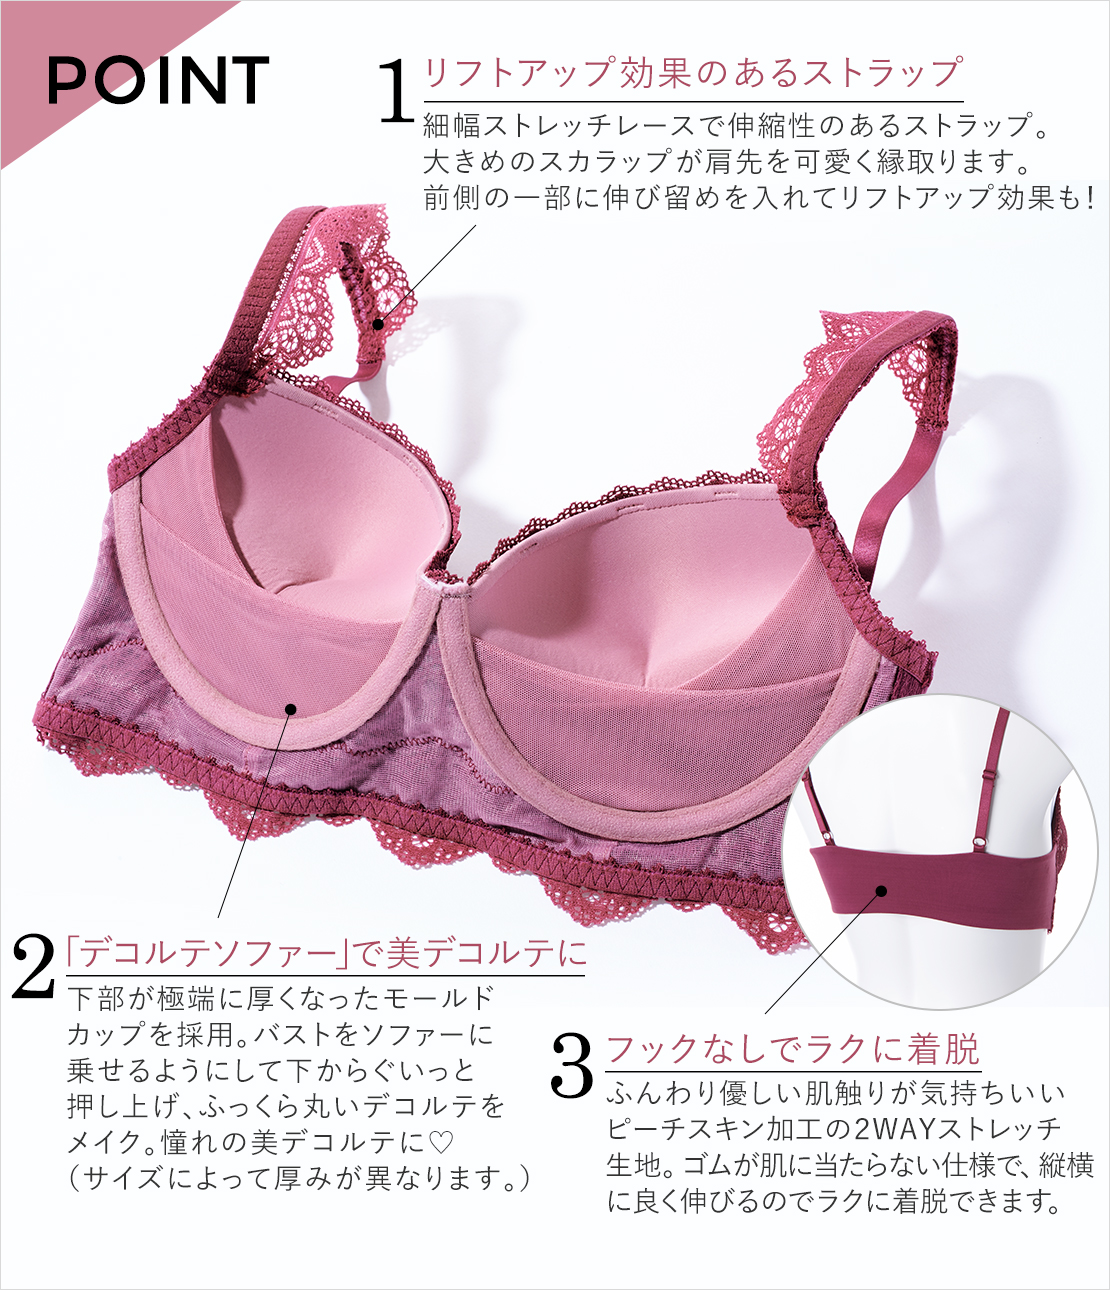 POINT
1 リフトアップ効果のあるストラップ
細幅ストレッチレースで伸縮性のあるストラップ。
大きめのスカラップが肩先を可愛く縁取ります。
前側の一部に伸び留めを入れてリフトアップ効果も!
2 「デコルテソファー」で美デコルテに
下部が極端に厚くなったモールド
カップを採用。バストをソファーに
乗せるようにして下からぐいっと
押し上げ、ふっくら丸いデコルテを
メイク。憧れの美デコルテに♡
(サイズによって厚みが異なります。)
3 フックなしでラクに着脱
ふんわり優しい肌触りが気持ちいい
ピーチスキン加工の2WAYストレッチ
生地。ゴムが肌に当たらない仕様で、縦横
に良く伸びるのでラクに着脱できます。